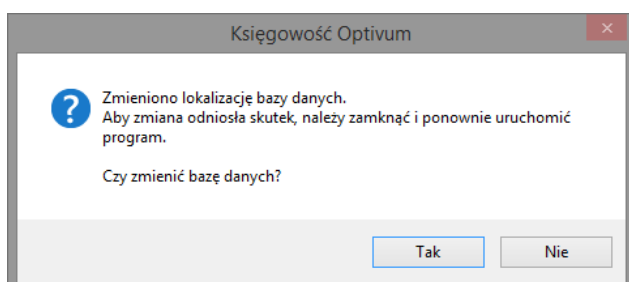 Księgowość Optivum
Zmieniono lokalizację bazy danych.
Aby zmiana odniosła skutek, należy zamknąć i ponownie uruchomić
program.
Czy zmienić bazę danych?
Tak
Nie